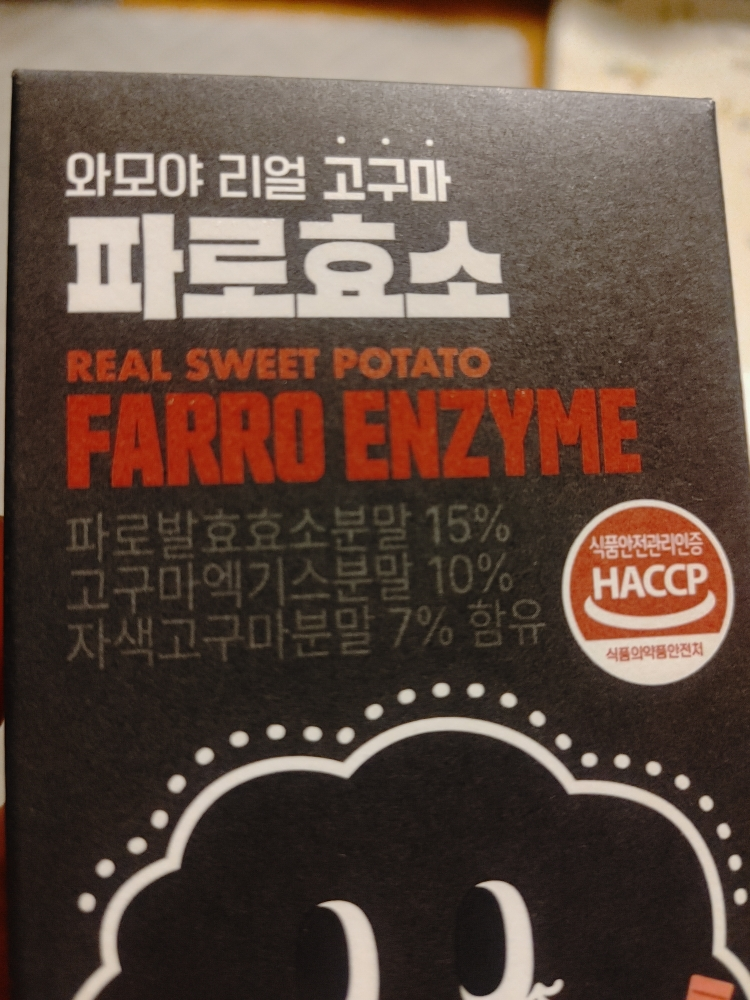 와모야 리얼 고구마
파로효소
REAL SWEET POTATO
FARRO ENZYME
파로발효효소분말 15%
고구마엑기스분말 10%
자색고구마분말 7% 함유
식품안전관리인증
HACCP
식품의약품안전처